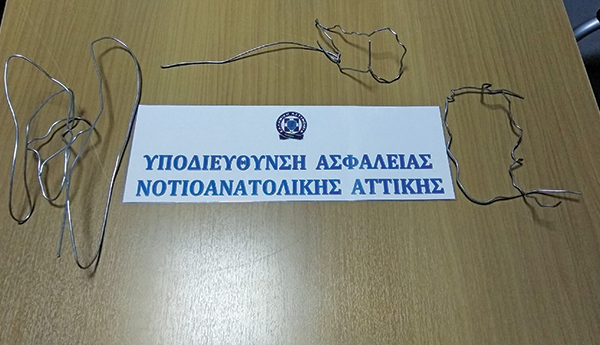 ΥΠΟΔΙΕΥΘΥΝΣΗ ΑΣΦΑΛΕΙΑΣ
ΝΟΤΙΟΑΝΑΤΟΛΙΚΗΣ ΑΤΤΙΚΗΣ